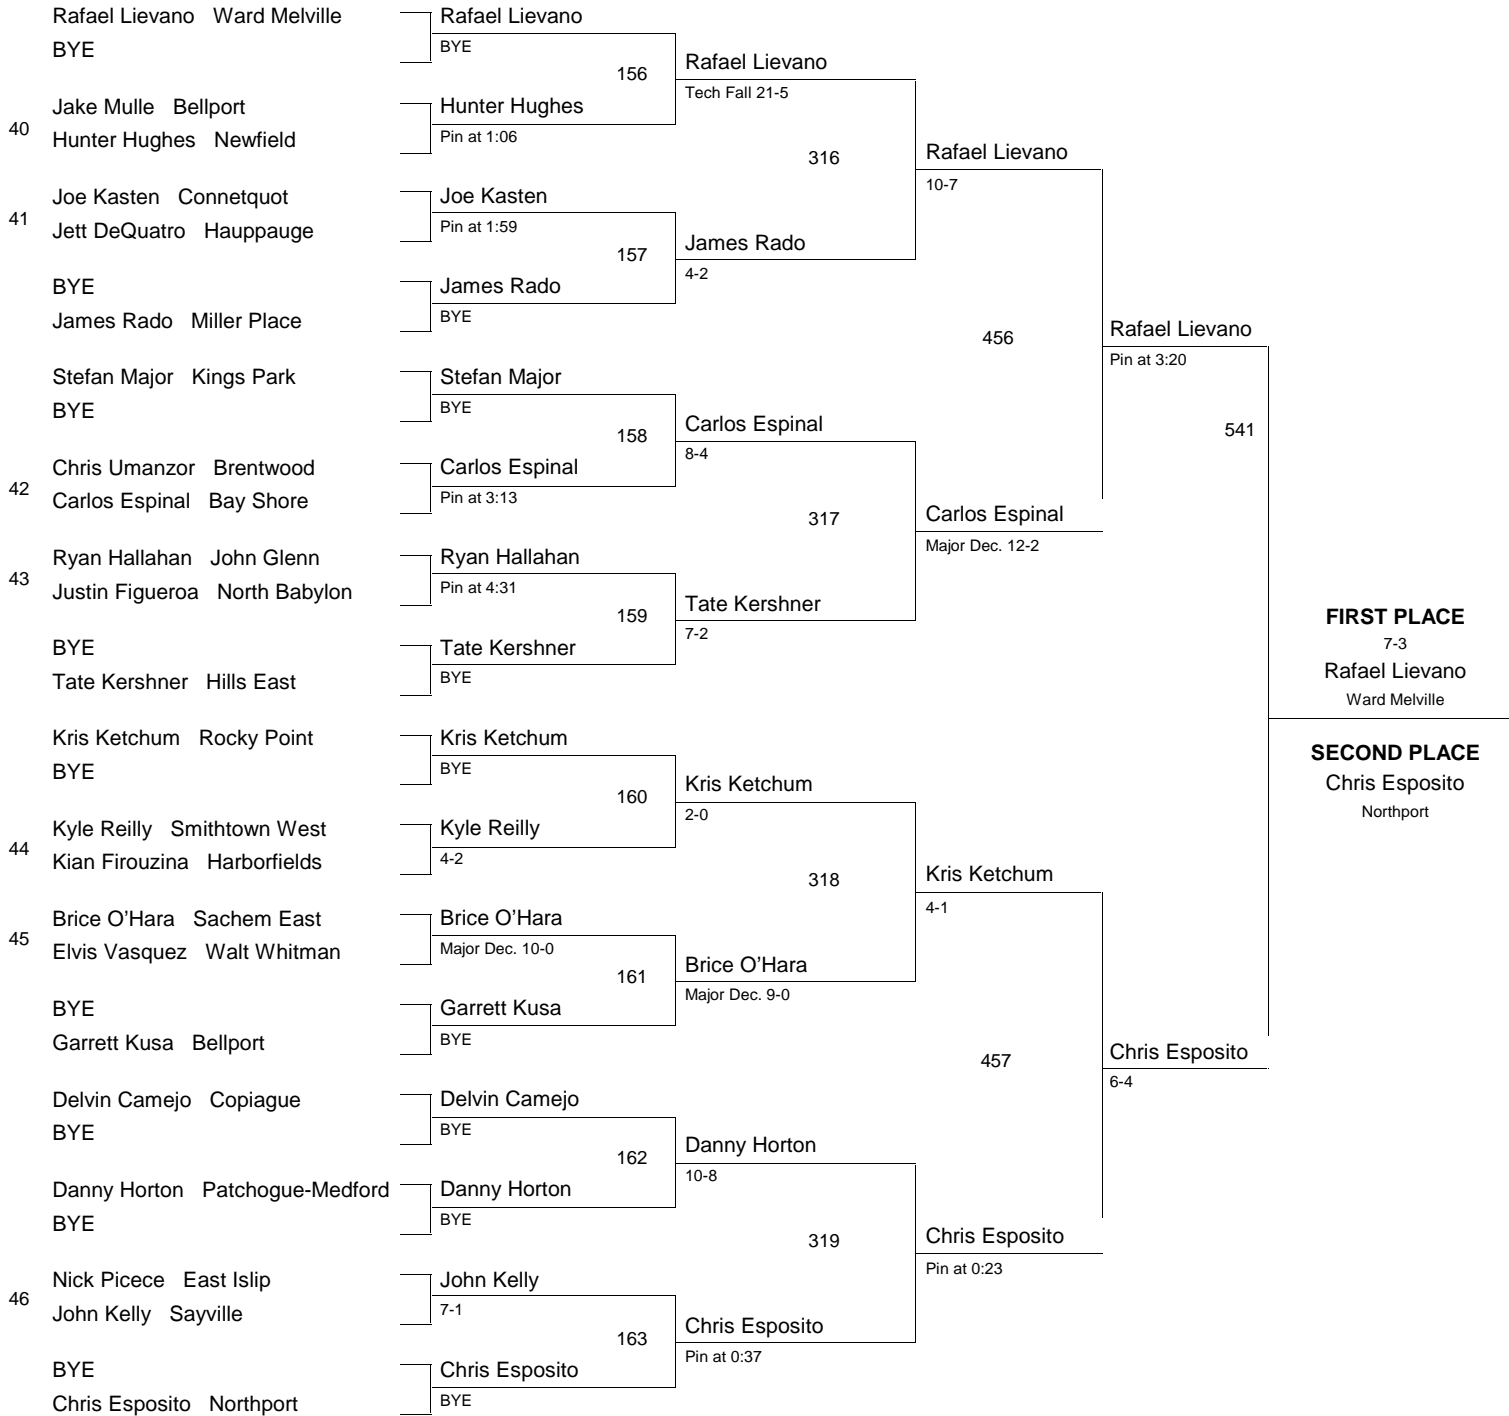 Rafael Lievano Ward Melville
BYE
40
Jake Mulle Bellport
Hunter Hughes Newfield
41
Joe Kasten Connetquot
Jett DeQuatro Hauppauge
BYE
James Rado Miller Place
Stefan Major Kings Park
BYE
42
Chris Umanzor Brentwood
Carlos Espinal Bay Shore
43
Ryan Hallahan John Glenn
Justin Figueroa North Babylon
BYE
Tate Kershner Hills East
Kris Ketchum Rocky Point
BYE
44
Kyle Reilly Smithtown West
Kian Firouzina Harborfields
45
Brice O’Hara Sachem East
Elvis Vasquez Walt Whitman
BYE
Garrett Kusa Bellport
Delvin Camejo Copiague
BYE
Danny Horton Patchogue-Medford
BYE
46
Nick Picece East Islip
John Kelly Sayville
BYE
Chris Esposito Northport
Rafael Lievano
BYE
156
Hunter Hughes
Pin at 1:06
Joe Kasten
Pin at 1:59
157
James Rado
BYE
Stefan Major
BYE
158
Carlos Espinal
Pin at 3:13
Ryan Hallahan
Pin at 4:31
159
Tate Kershner
BYE
Kris Ketchum
BYE
160
Kyle Reilly
4-2
Brice O’Hara
Major Dec. 10-0
161
Garrett Kusa
BYE
Delvin Camejo
BYE
162
Danny Horton
BYE
John Kelly
7-1
163
Chris Esposito
BYE
Rafael Lievano
Tech Fall 21-5
316
James Rado
4-2
Carlos Espinal
8-4
317
Tate Kershner
7-2
Kris Ketchum
2-0
318
Brice O’Hara
Major Dec. 9-0
Danny Horton
10-8
319
Chris Esposito
Pin at 0:37
Rafael Lievano
10-7
456
Carlos Espinal
Major Dec. 12-2
Kris Ketchum
4-1
457
Chris Esposito
Pin at 0:23
Rafael Lievano
Pin at 3:20
541
Chris Esposito
6-4
FIRST PLACE
7-3
Rafael Lievano
Ward Melville
SECOND PLACE
Chris Esposito
Northport